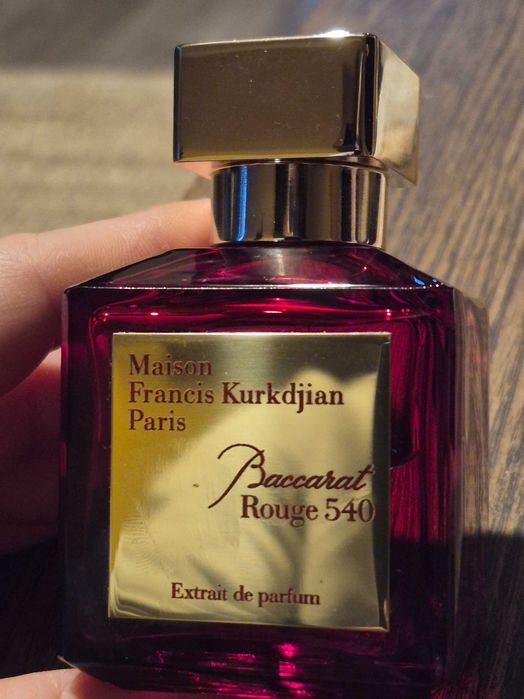 Maison
Francis Kurkdjian
Paris
Baccarat
Rouge 540
Extrait de parfum